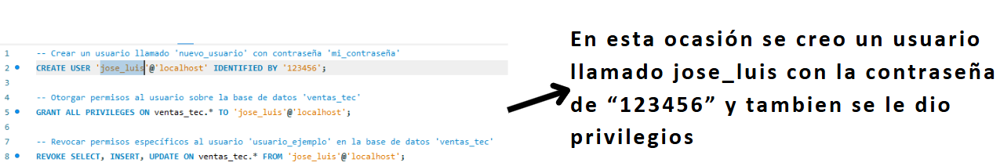 1 -- Crear un usuario llamado 'nuevo_usuario' con contraseña 'mi_contraseña'
2 CREATE USER 'jose_luis'@'localhost' IDENTIFIED BY '123456';
3
4 -- Otorgar permisos al usuario sobre la base de datos 'ventas_tec'
5 GRANT ALL PRIVILEGES ON ventas_tec.* TO 'jose_luis'@'localhost';
6
7 -- Revocar permisos específicos al usuario 'usuario_ejemplo' en la base de datos 'ventas_tec'
8 REVOKE SELECT, INSERT, UPDATE ON ventas_tec.* FROM 'jose_luis'@'localhost';
En esta ocasión se creo un usuario
llamado jose_luis con la contraseña
de “123456” y tambien se le dio
privilegios